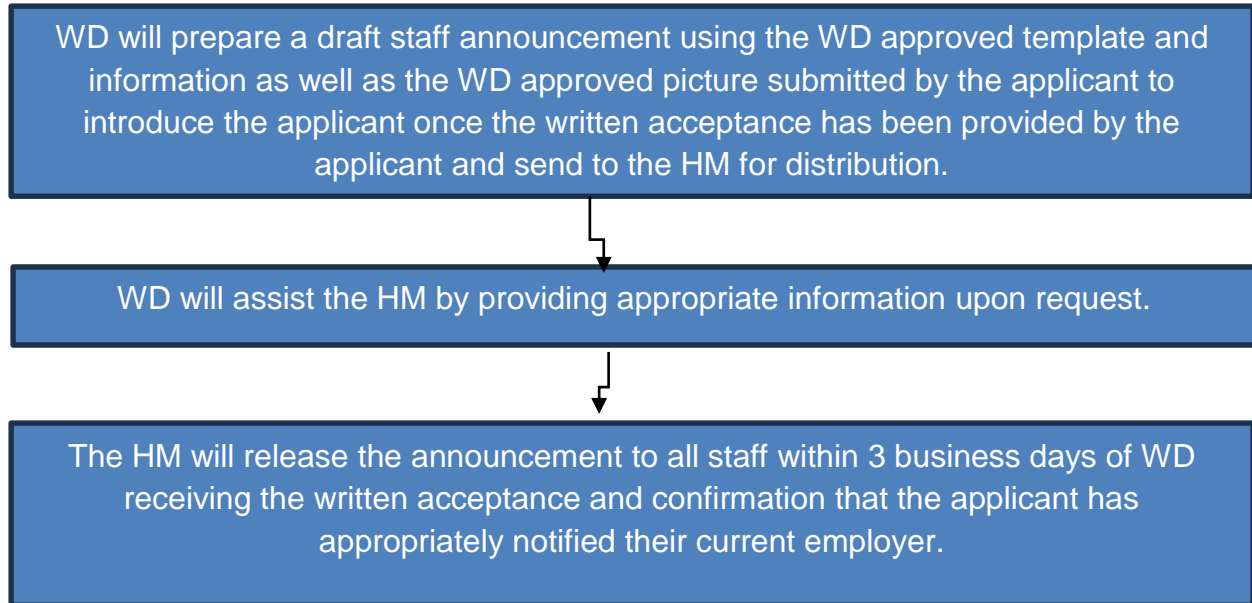 WD will prepare a draft staff announcement using the WD approved template and
information as well as the WD approved picture submitted by the applicant to
introduce the applicant once the written acceptance has been provided by the
applicant and send to the HM for distribution.
WD will assist the HM by providing appropriate information upon request.
The HM will release the announcement to all staff within 3 business days of WD
receiving the written acceptance and confirmation that the applicant has
appropriately notified their current employer.